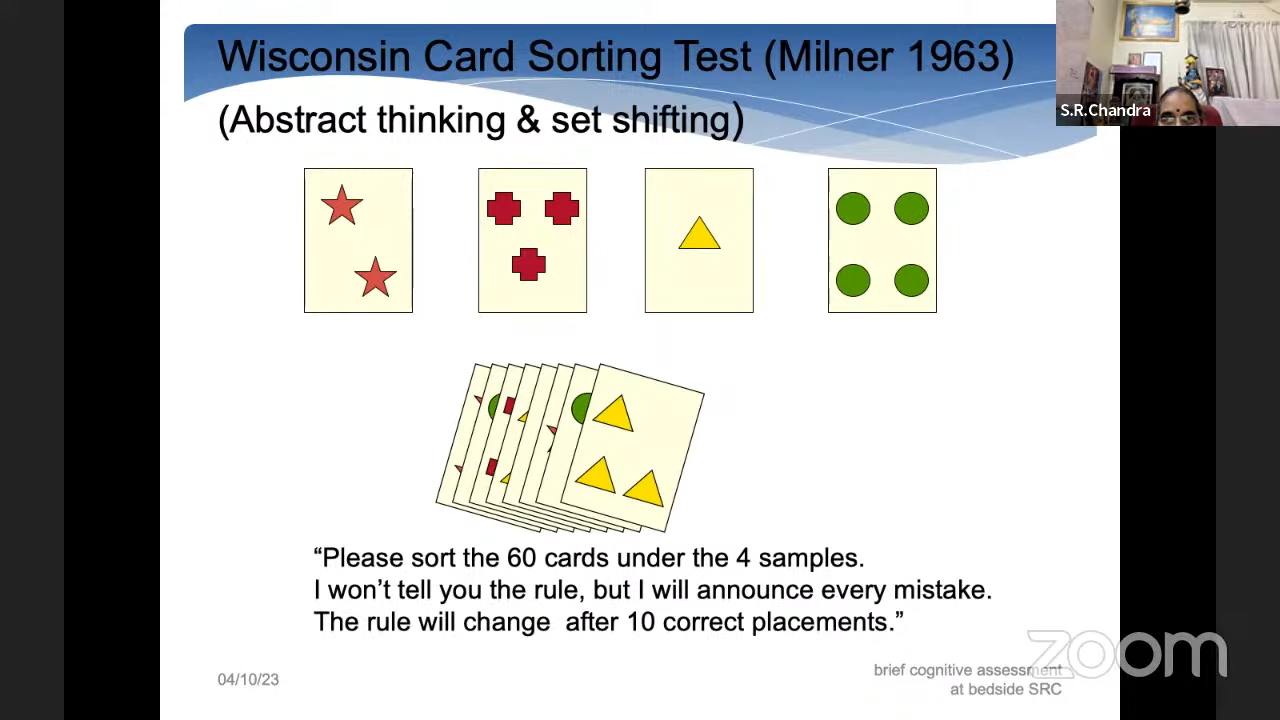 Wisconsin Card Sorting Test (Milner 1963)
(Abstract thinking & set shifting)
S.R.Chandra
“Please sort the 60 cards under the 4 samples.
I won’t tell you the rule, but I will announce every mistake.
The rule will change  after 10 correct placements.”
04/10/23
brief cognitive assessment
at bedside SRC
zoom